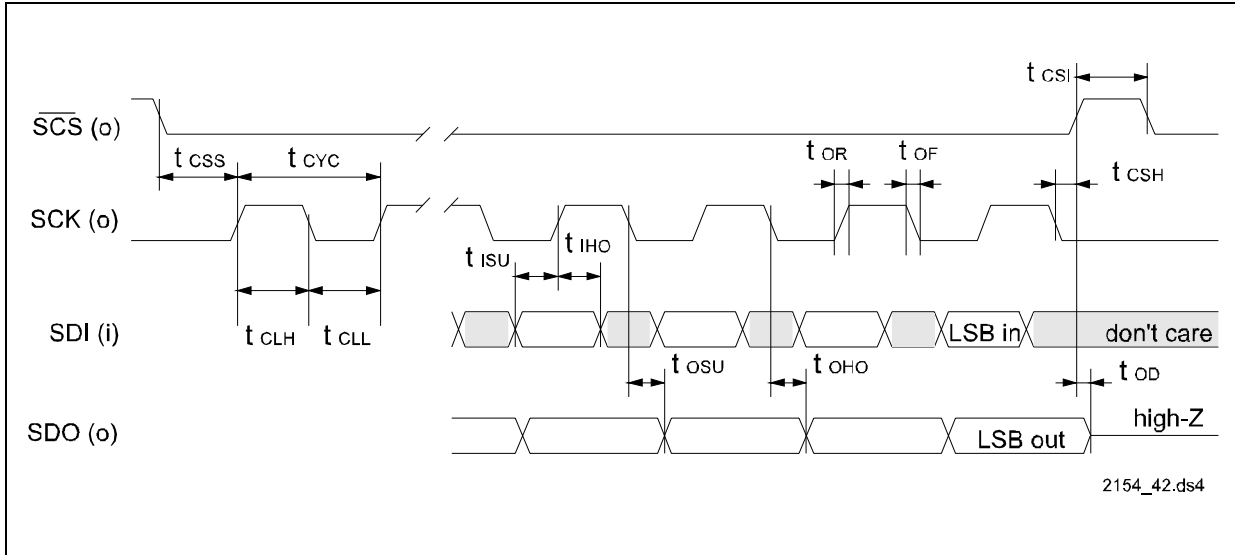 t CSI
SCS (o)
t CSS
t CYC
t OR
t OF
t CSH
SCK (o)
t ISU
t IHO
t CLH
t CLL
SDI (i)
LSB in
don't care
t OSU
t OHO
t OD
SDO (o)
LSB out
high-Z
2154_42.ds4